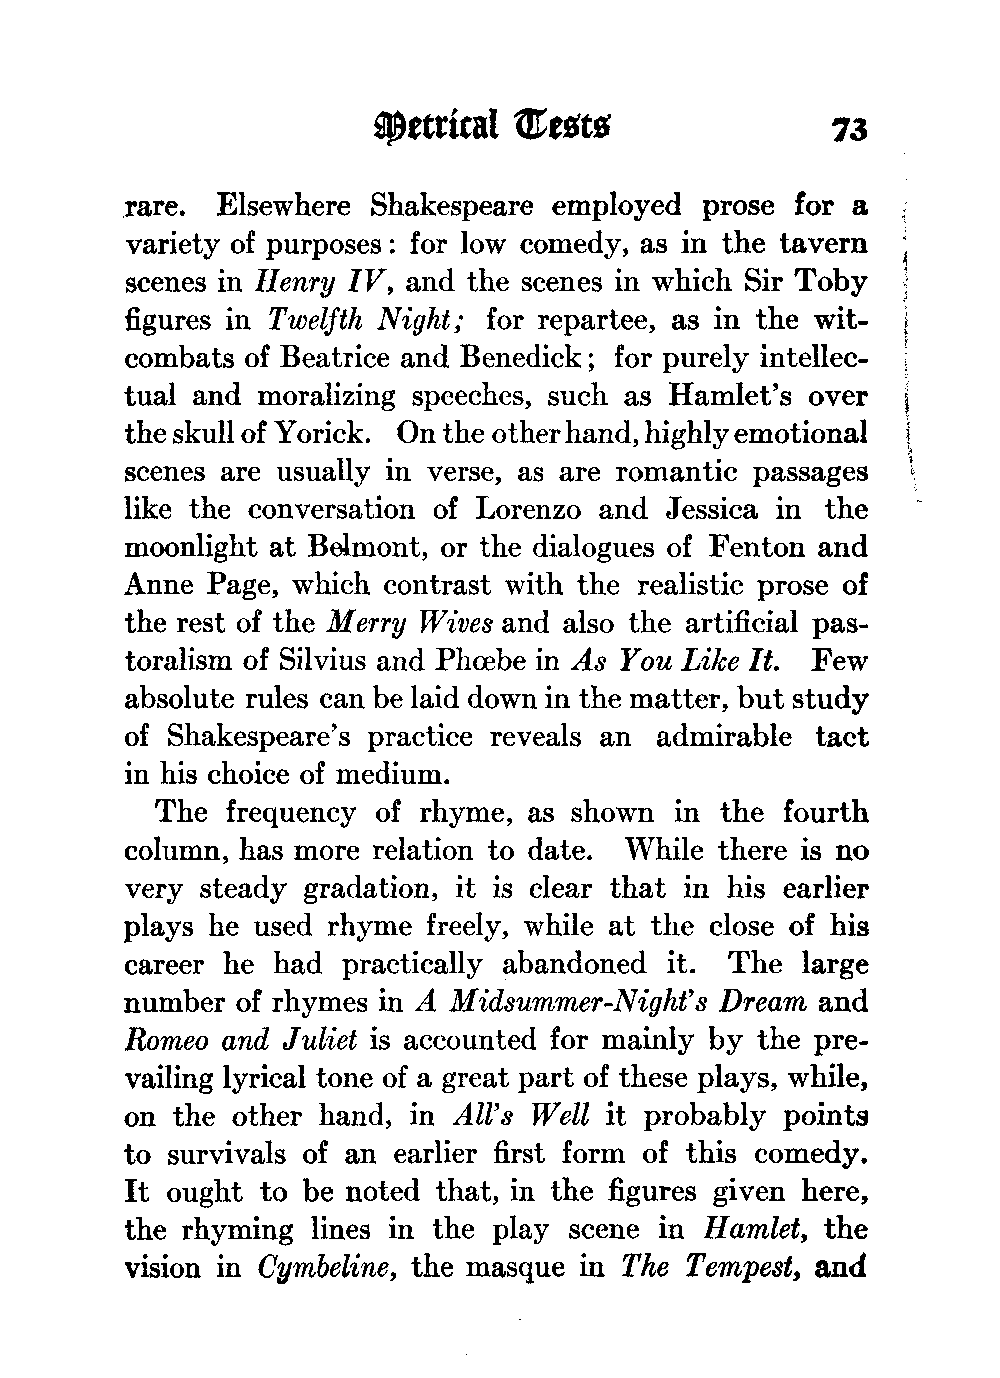 Metrical Tests 73
rare. Elsewhere Shakespeare employed prose for a
variety of purposes: for low comedy, as in the tavern
scenes in Henry IV, and the scenes in which Sir Toby
figures in Twelfth Night; for repartee, as in the wit-
combats of Beatrice and Benedick; for purely intellec-
tual and moralizing speeches, such as Hamlet's over
the skull of Yorick. On the other hand, highly emotional
scenes are usually in verse, as are romantic passages
like the conversation of Lorenzo and Jessica in the
moonlight at Belmont, or the dialogues of Fenton and
Anne Page, which contrast with the realistic prose of
the rest of the Merry Wives and also the artificial pas-
toralism of Silvius and Phœbe in As You Like It. Few
absolute rules can be laid down in the matter, but study
of Shakespeare's practice reveals an admirable tact
in his choice of medium.
The frequency of rhyme, as shown in the fourth
column, has more relation to date. While there is no
very steady gradation, it is clear that in his earlier
plays he used rhyme freely, while at the close of his
career he had practically abandoned it. The large
number of rhymes in A Midsummer-Night's Dream and
Romeo and Juliet is accounted for mainly by the pre-
vailing lyrical tone of a great part of these plays, while,
on the other hand, in All's Well it probably points
to survivals of an earlier first form of this comedy.
It ought to be noted that, in the figures given here,
the rhyming lines in the play scene in Hamlet, the
vision in Cymbeline, the masque in The Tempest, and